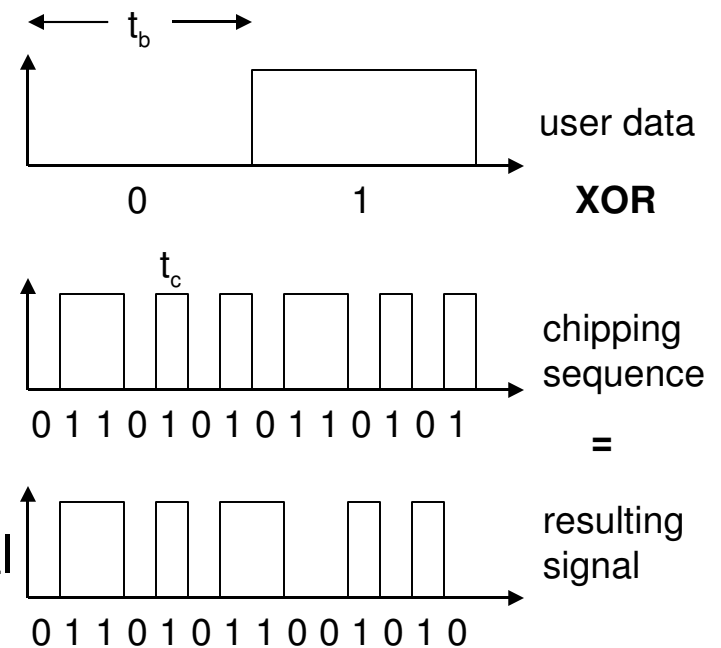 t_b
user data
0 1 XOR
t_c
chipping
sequence
0 1 1 0 1 0 1 0 1 1 0 1 0 1
=
resulting
signal
l
0 1 1 0 1 0 1 1 0 0 1 0 1 0